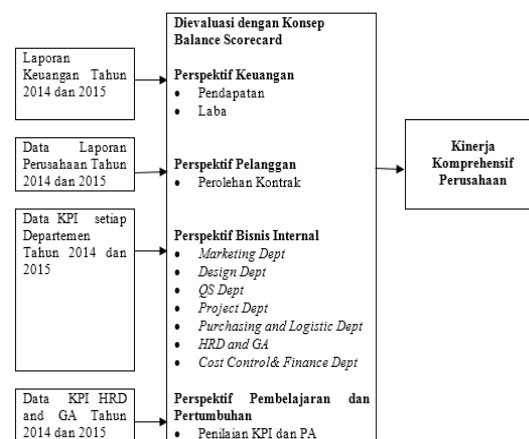 Laporan
Keuangan Tahun
2014 dan 2015
Data Laporan
Perusahaan Tahun
2014 dan 2015
Data KPI setiap
Departemen
Tahun 2014 dan
2015
Data KPI HRD
and GA Tahun
2014 dan 2015
Dievaluasi dengan Konsep
Balance Scorecard
Perspektif Keuangan
• Pendapatan
• Laba
Perspektif Pelanggan
• Perolehan Kontrak
Perspektif Bisnis Internal
• Marketing Dept
• Design Dept
• QS Dept
• Project Dept
• Purchasing and Logistic Dept
• HRD and GA
• Cost Control& Finance Dept
Perspektif Pembelajaran dan
Pertumbuhan
• Penilaian KPI dan PA
Kinerja
Komprehensif
Perusahaan